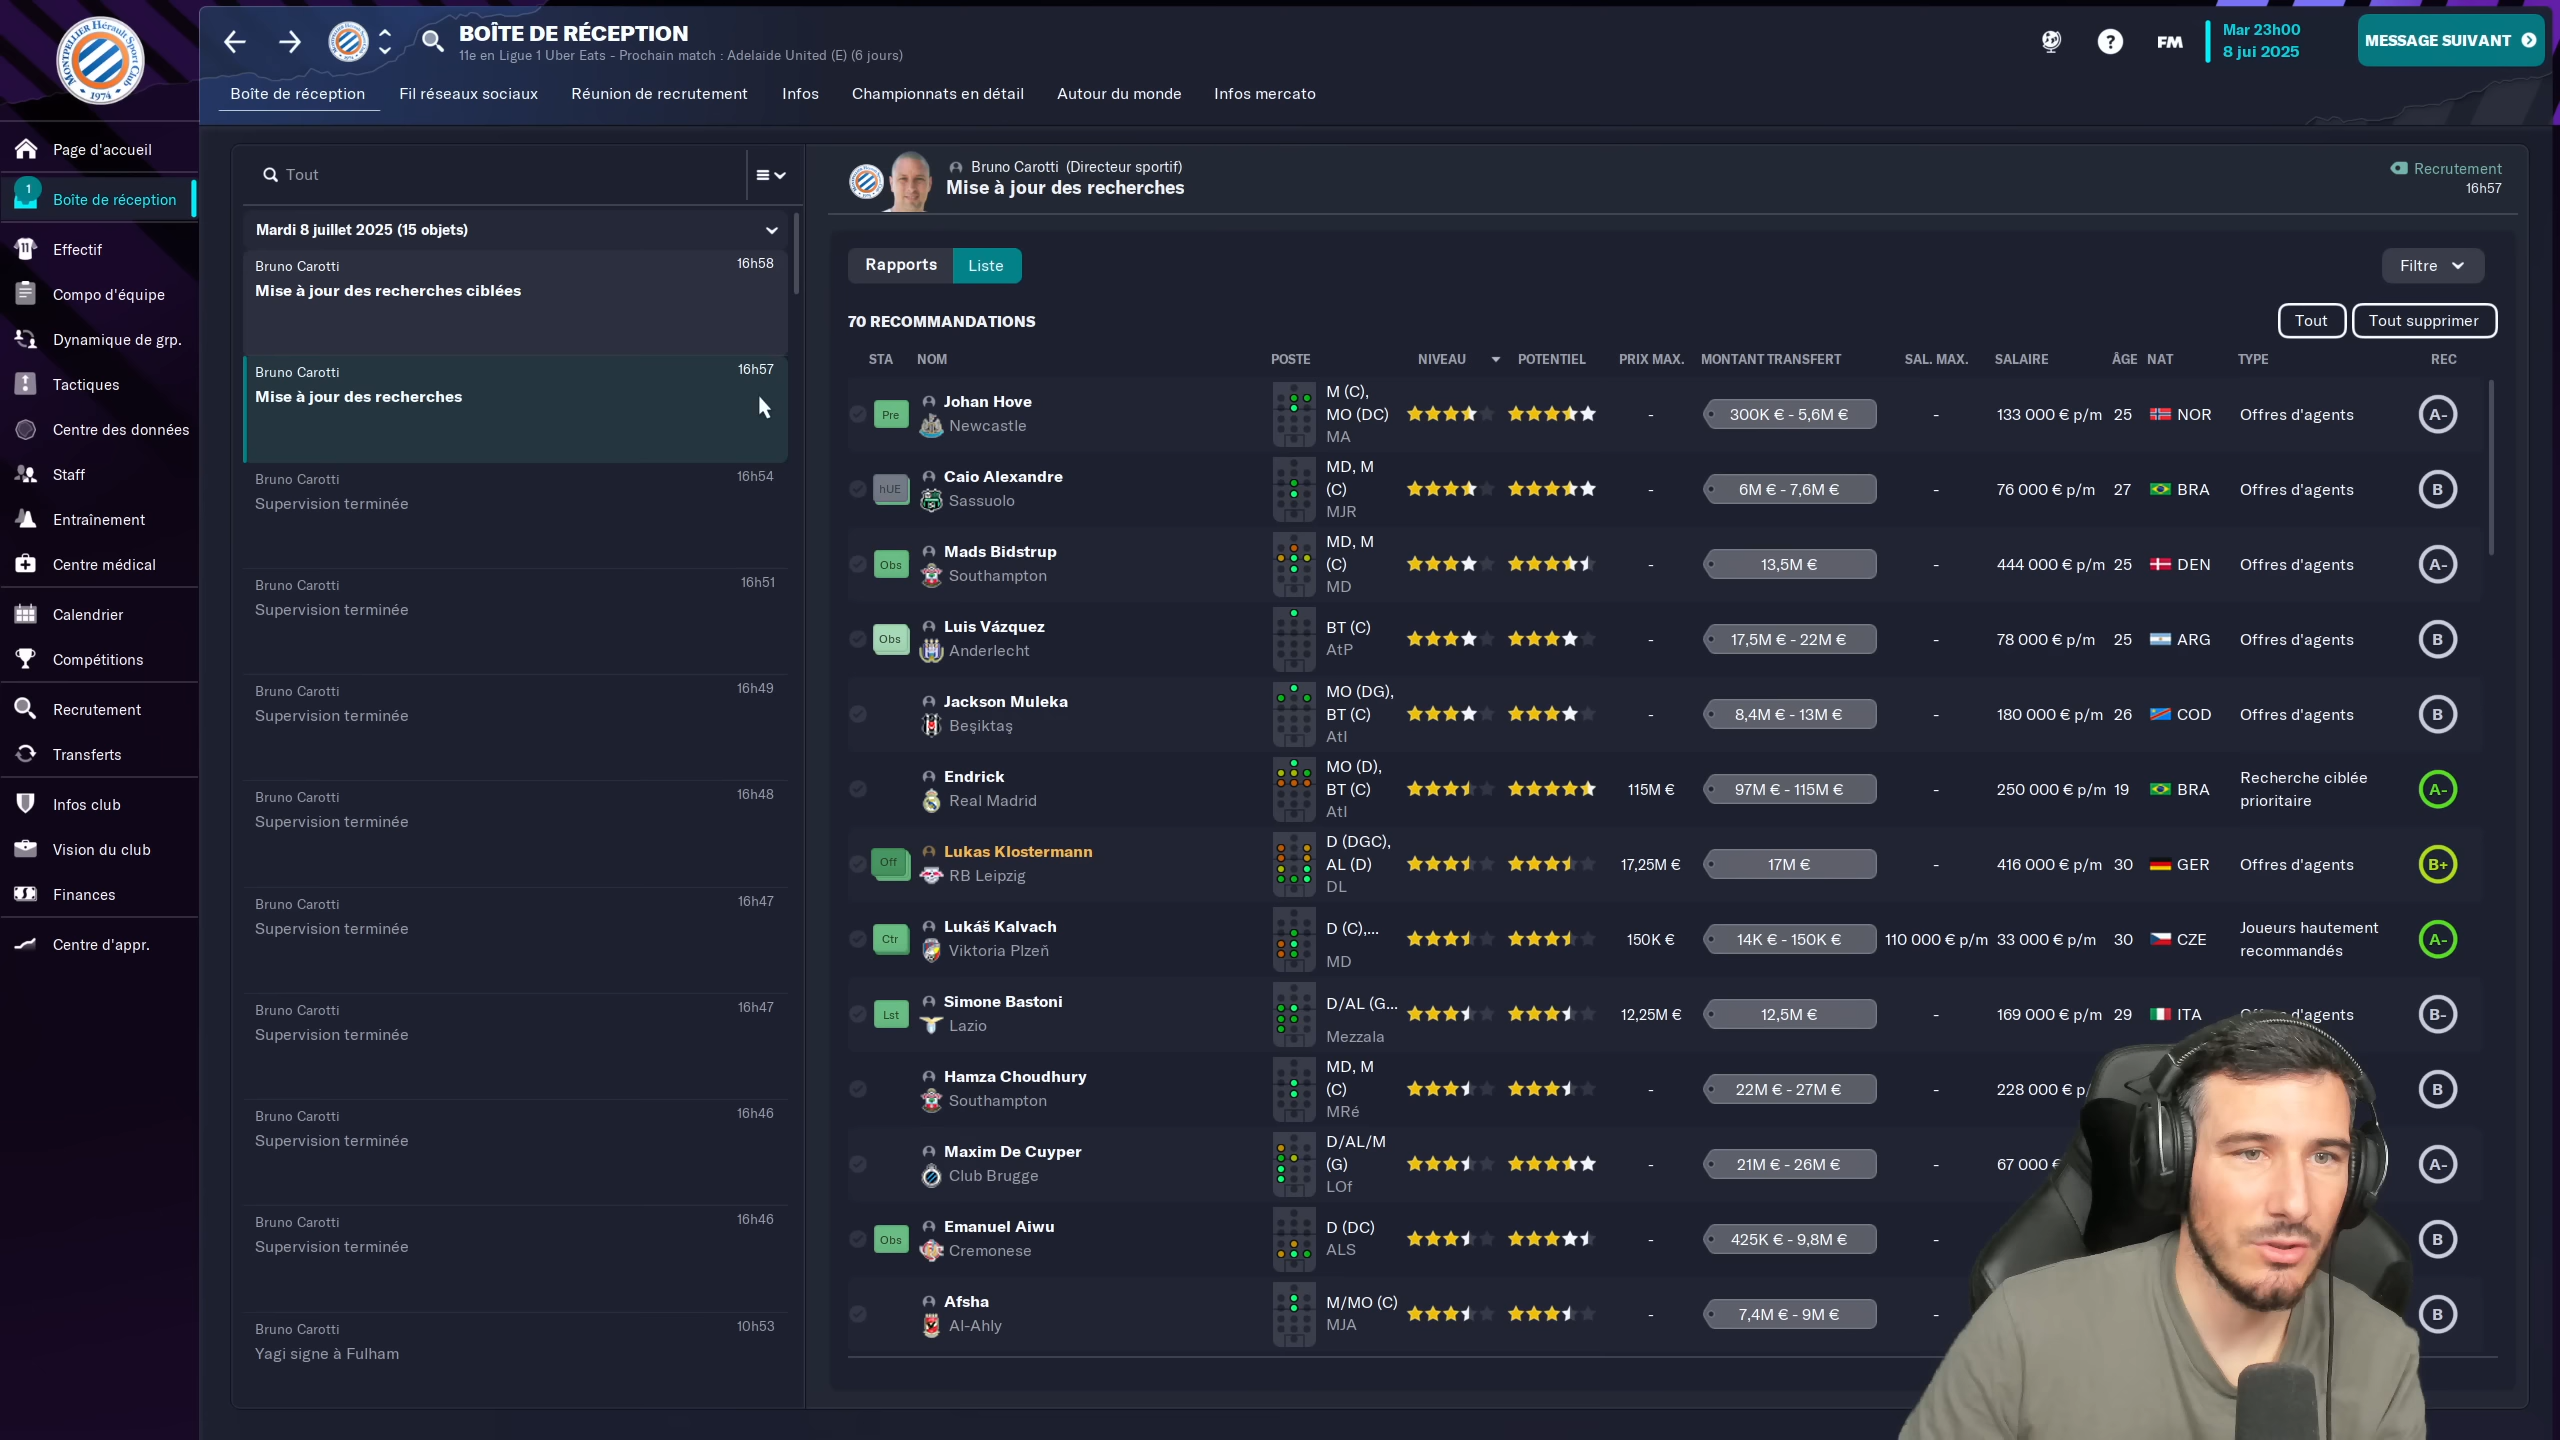 BOÎTE DE RÉCEPTION
11e en Ligue 1 Uber Eats - Prochain match : Adelaide United (E) (6 jours)
FM
Mar 23h00
8 jui 2025
MESSAGE SUIVANT
MONTPELLIER Hérault Sport Club
1974
Boîte de réception
Fil réseaux sociaux
Réunion de recrutement
Infos
Championnats en détail
Autour du monde
Infos mercato
Page d'accueil
1
Boîte de réception
Effectif
Compo d'équipe
Dynamique de grp.
Tactiques
Centre des données
Staff
Entraînement
Centre médical
Calendrier
Compétitions
Recrutement
Transferts
Infos club
Vision du club
Finances
Centre d'appr.
Tout
Mardi 8 juillet 2025 (15 objets)
Bruno Carotti 16h58
Mise à jour des recherches ciblées
Bruno Carotti 16h57
Mise à jour des recherches
Bruno Carotti 16h54
Supervision terminée
Bruno Carotti 16h51
Supervision terminée
Bruno Carotti 16h49
Supervision terminée
Bruno Carotti 16h48
Supervision terminée
Bruno Carotti 16h47
Supervision terminée
Bruno Carotti 16h47
Supervision terminée
Bruno Carotti 16h46
Supervision terminée
Bruno Carotti 16h46
Supervision terminée
Bruno Carotti 10h53
Yagi signe à Fulham
Bruno Carotti (Directeur sportif)
Mise à jour des recherches
Recrutement
16h57
Rapports Liste
Filtre
70 RECOMMANDATIONS
Tout Tout supprimer
STA NOM POSTE NIVEAU POTENTIEL PRIX MAX. MONTANT TRANSFERT SAL. MAX. SALAIRE ÂGE NAT TYPE REC
Pre Johan Hove Newcastle M (C), MO (DC) MA - 300K € - 5,6M € - 133 000 € p/m 25 NOR Offres d'agents A-
hUE Caio Alexandre Sassuolo MD, M (C) MJR - 6M € - 7,6M € - 76 000 € p/m 27 BRA Offres d'agents B
Obs Mads Bidstrup Southampton MD, M (C) MD - 13,5M € - 444 000 € p/m 25 DEN Offres d'agents A-
Obs Luis Vázquez Anderlecht BT (C) AtP - 17,5M € - 22M € - 78 000 € p/m 25 ARG Offres d'agents B
Jackson Muleka Beşiktaş MO (DG), BT (C) AtI - 8,4M € - 13M € - 180 000 € p/m 26 COD Offres d'agents B
Endrick Real Madrid MO (D), BT (C) AtI 115M € 97M € - 115M € - 250 000 € p/m 19 BRA Recherche ciblée prioritaire A-
Off Lukas Klostermann RB Leipzig D (DGC), AL (D) DL 17,25M € 17M € - 416 000 € p/m 30 GER Offres d'agents B+
Ctr Lukáš Kalvach Viktoria Plzeň D (C),... MD 150K € 14K € - 150K € 110 000 € p/m 33 000 € p/m 30 CZE Joueurs hautement recommandés A-
Lst Simone Bastoni Lazio D/AL (G... Mezzala 12,25M € 12,5M € - 169 000 € p/m 29 ITA d'agents B-
Hamza Choudhury Southampton MD, M (C) MRé - 22M € - 27M € - 228 000 € p/ B
Maxim De Cuyper Club Brugge D/AL/M (G) LOf - 21M € - 26M € - 67 000 € A-
Obs Emanuel Aiwu Cremonese D (DC) ALS - 425K € - 9,8M € - B
Afsha Al-Ahly M/MO (C) MJA - 7,4M € - 9M € - B